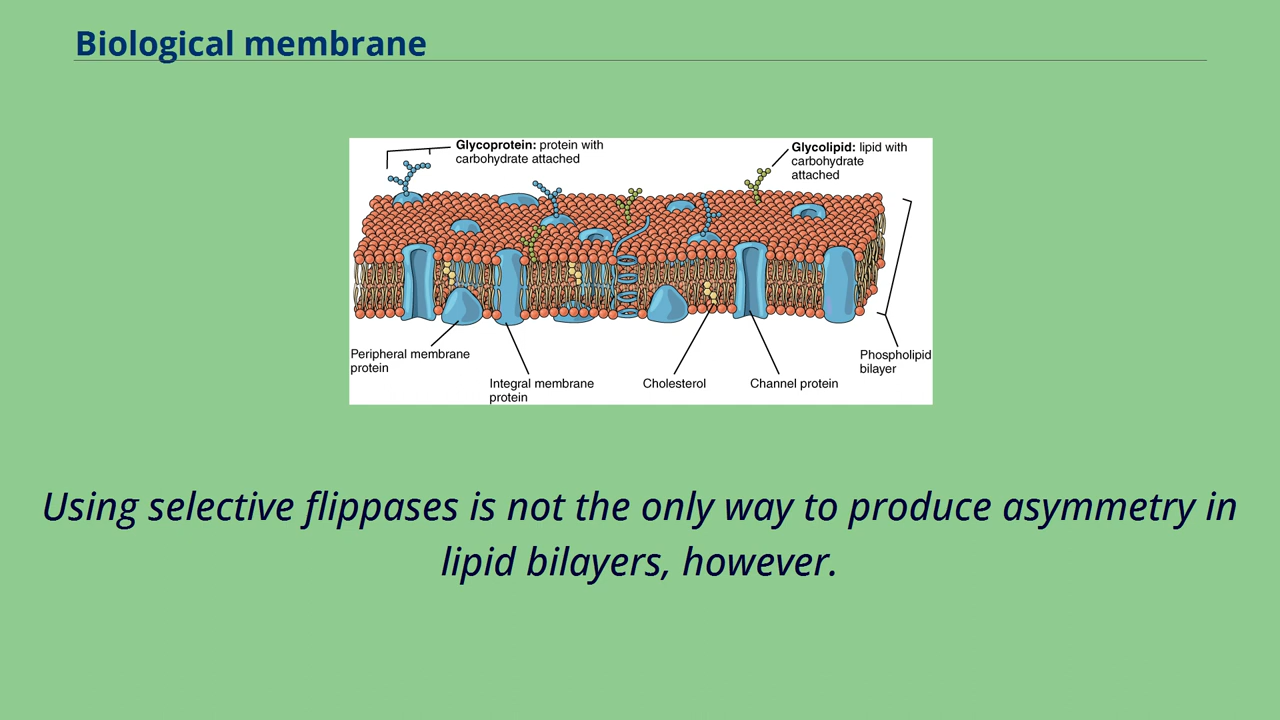 Biological membrane
Glycoprotein: protein with
carbohydrate attached
Glycolipid: lipid with
carbohydrate
attached
Peripheral membrane
protein
Integral membrane
protein
Cholesterol
Channel protein
Phospholipid
bilayer
Using selective flippases is not the only way to produce asymmetry in
lipid bilayers, however.